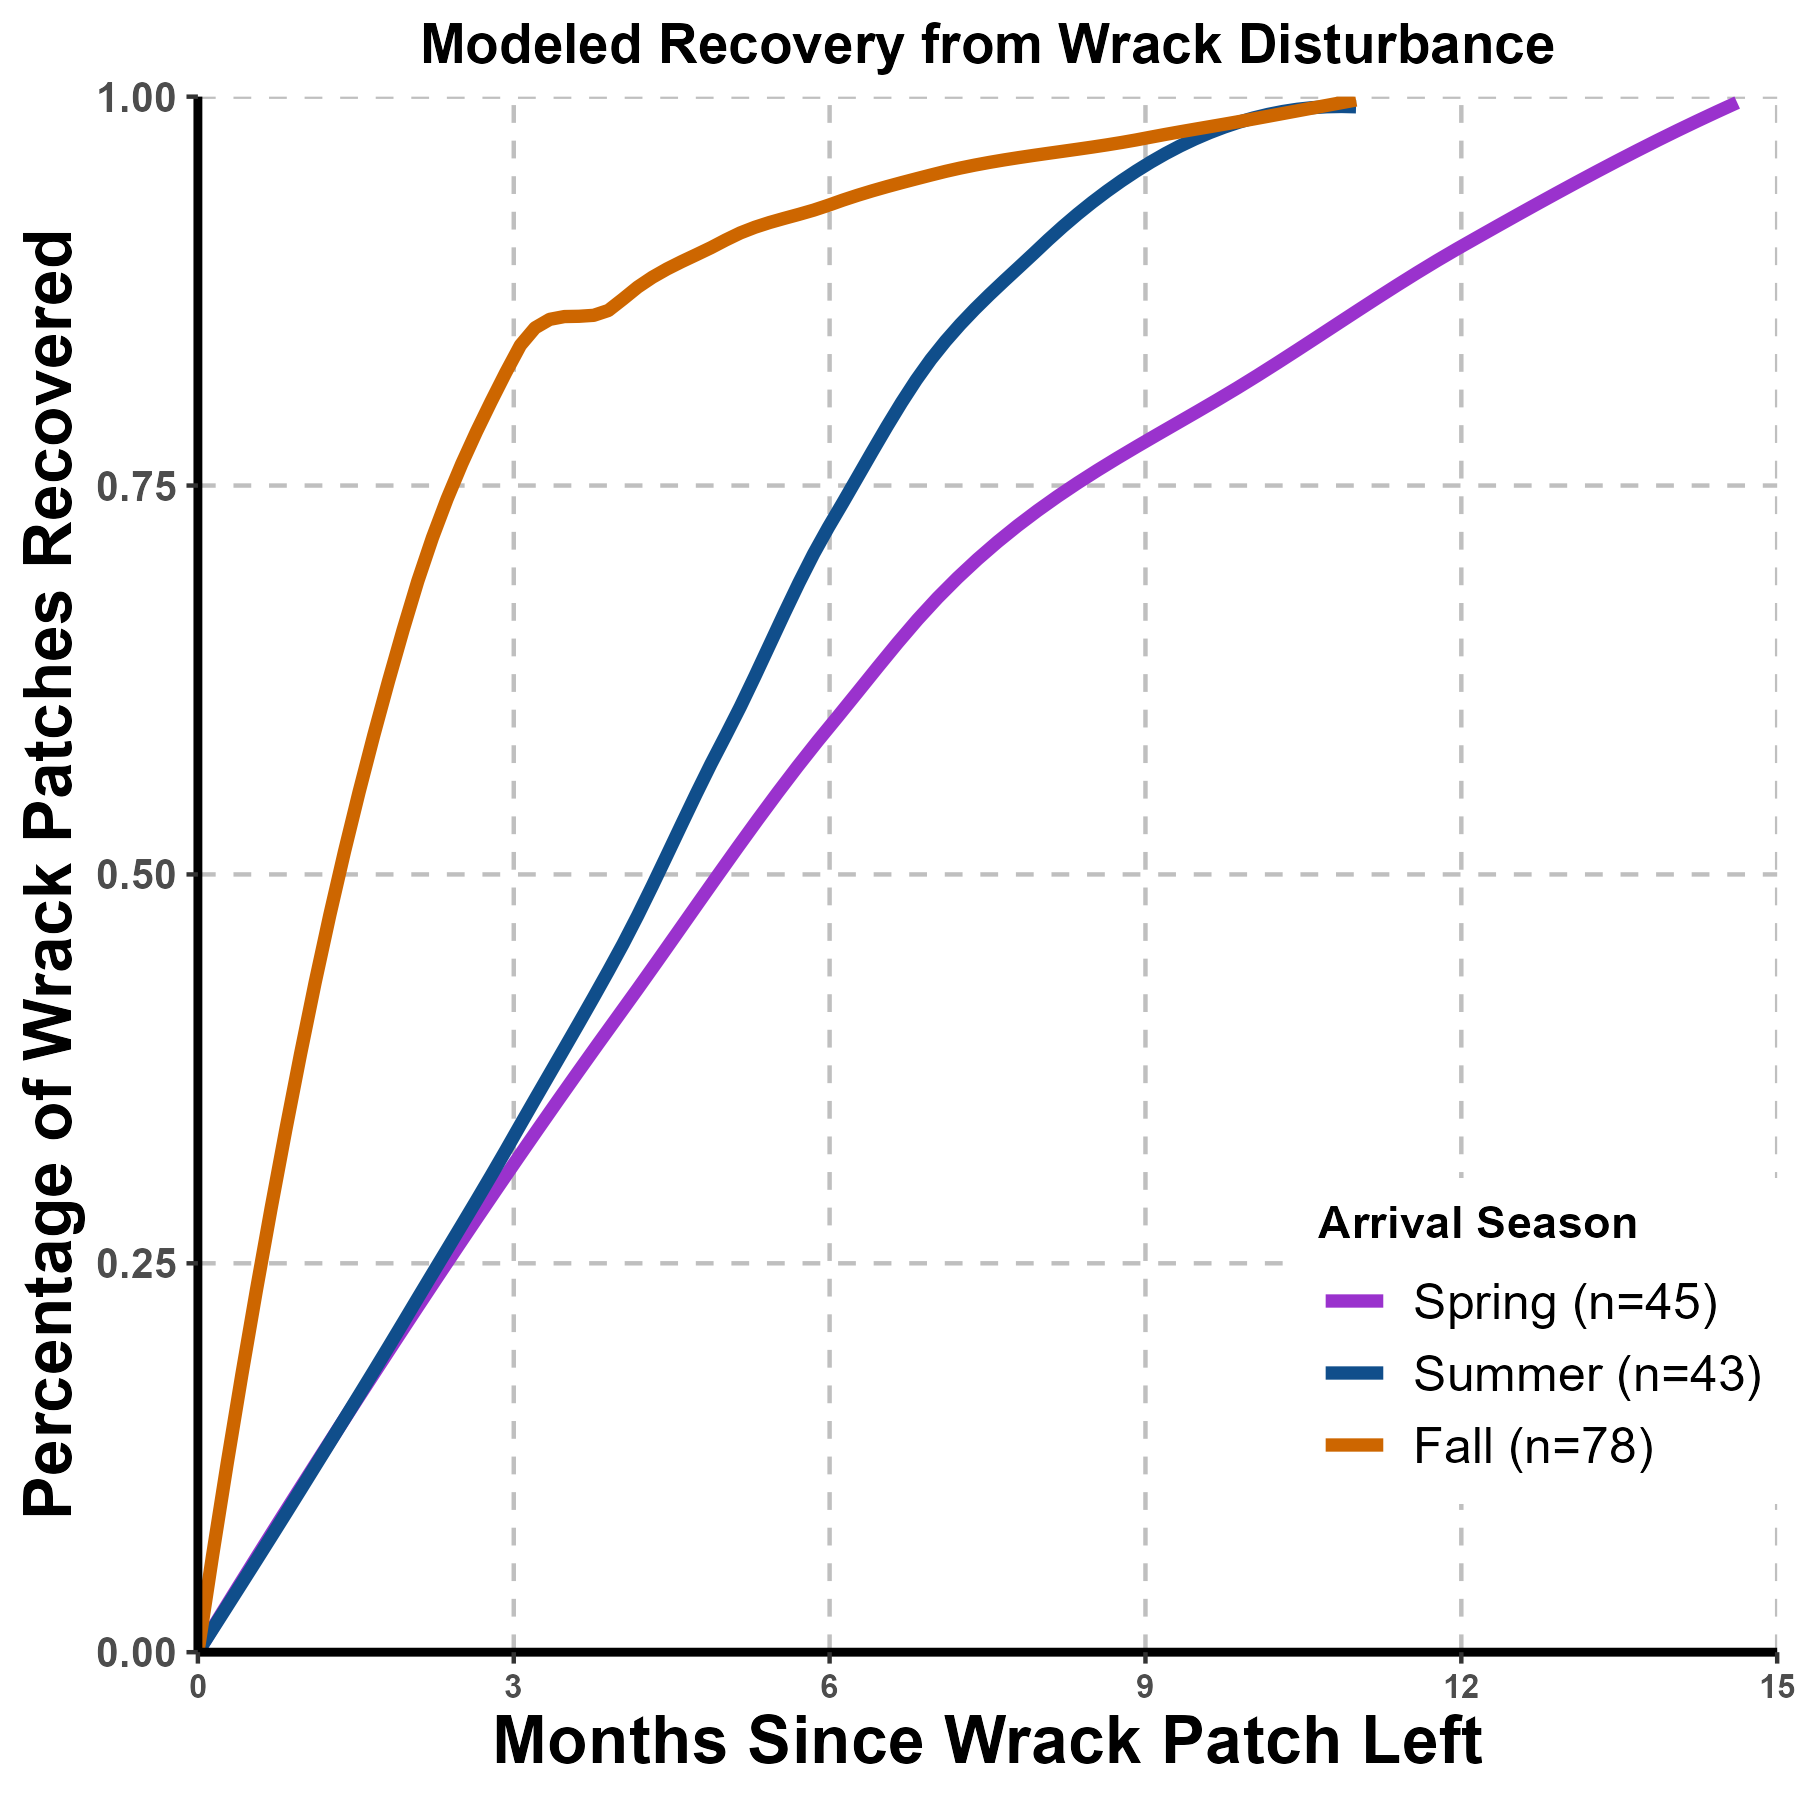 Modeled Recovery from Wrack Disturbance
Percentage of Wrack Patches Recovered
1.00
0.75
0.50
0.25
0.00
0 3 6 9 12 15
Months Since Wrack Patch Left
Arrival Season
Spring (n=45)
Summer (n=43)
Fall (n=78)